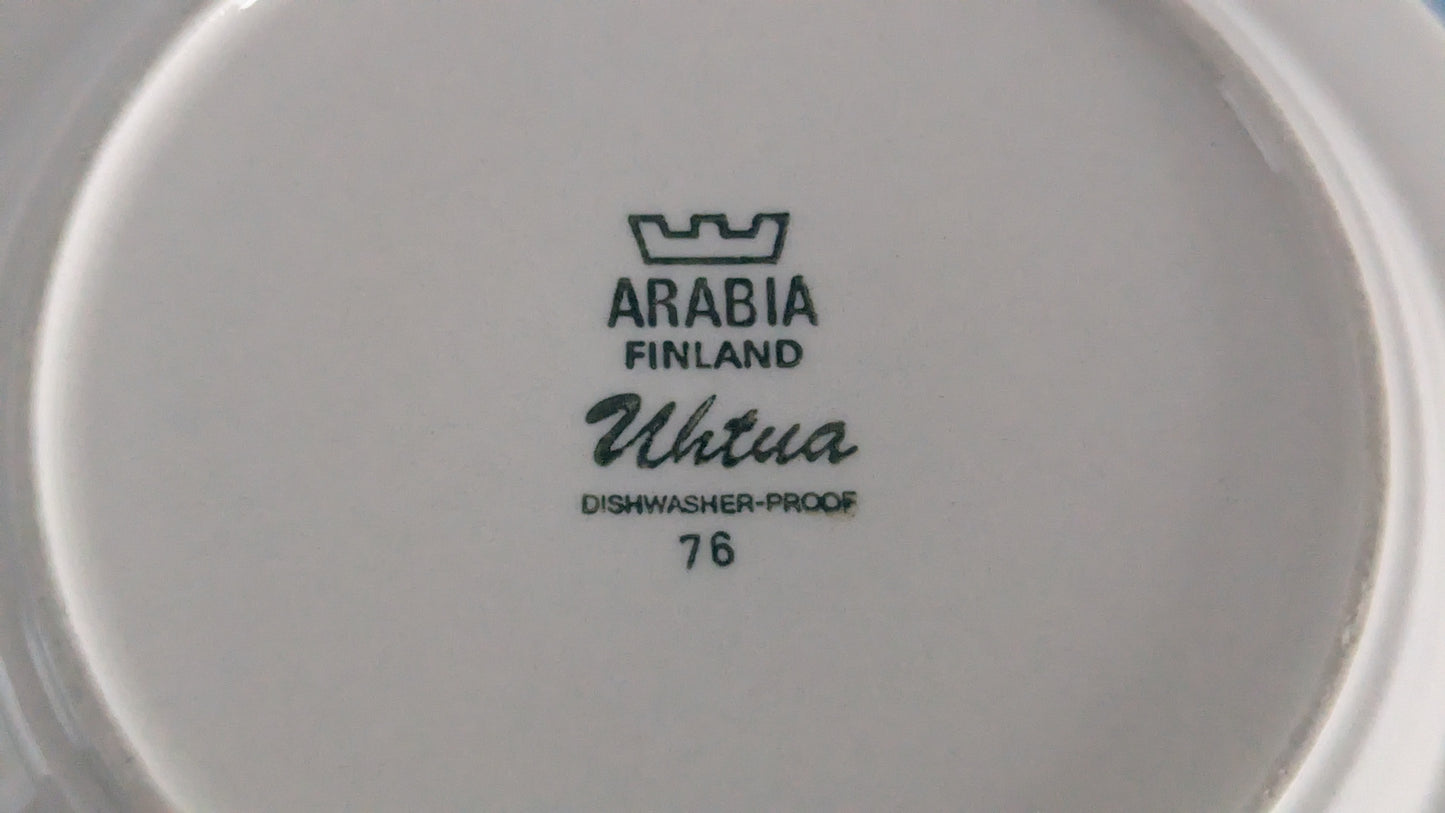 ARABIA
FINLAND
Uhtua
DISHWASHER-PROOF
76